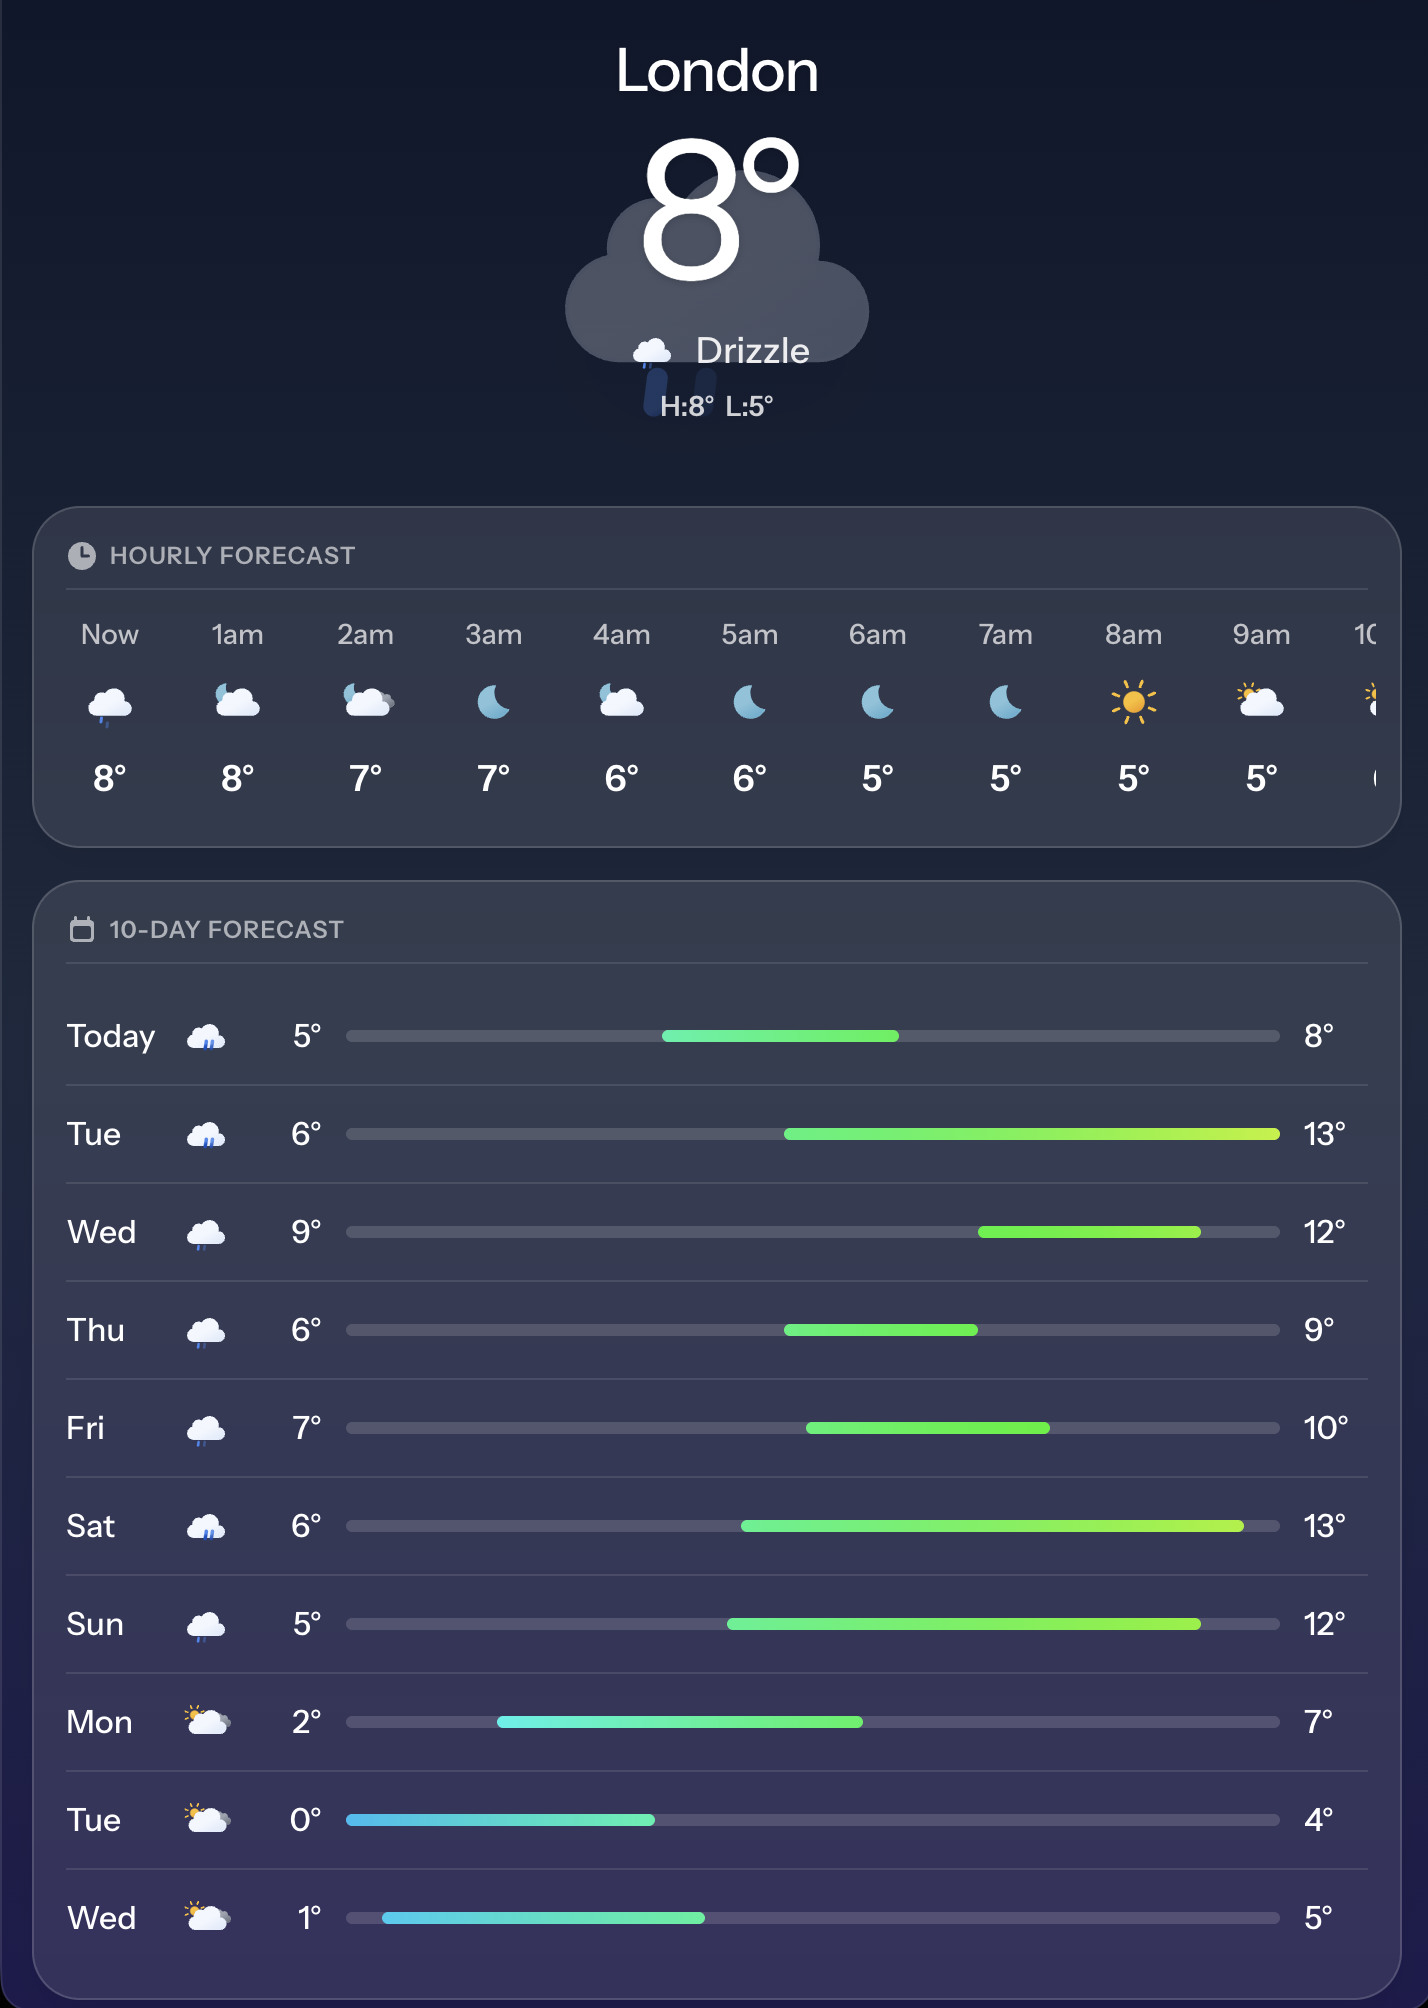 London
8°
Drizzle
H:8° L:5°
HOURLY FORECAST
Now 1am 2am 3am 4am 5am 6am 7am 8am 9am
8° 8° 7° 7° 6° 6° 5° 5° 5° 5°
10-DAY FORECAST
Today 5° 8°
Tue 6° 13°
Wed 9° 12°
Thu 6° 9°
Fri 7° 10°
Sat 6° 13°
Sun 5° 12°
Mon 2° 7°
Tue 0° 4°
Wed 1° 5°